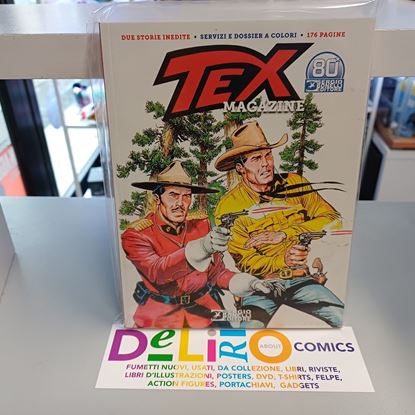 DUE STORIE INEDITE • SERVIZI E DOSSIER A COLORI • 176 PAGINE
TEX
MAGAZINE
80
SERGIO
BONELLI
EDITORE
SERGIO
BONELLI
EDITORE
DeLiRiO
ABOUT
COMICS
FUMETTI NUOVI, USATI, DA COLLEZIONE, LIBRI, RIVISTE,
LIBRI D'ILLUSTRAZIONI, POSTERS, DVD, T-SHIRTS, FELPE,
ACTION FIGURES, PORTACHIAVI, GADGETS